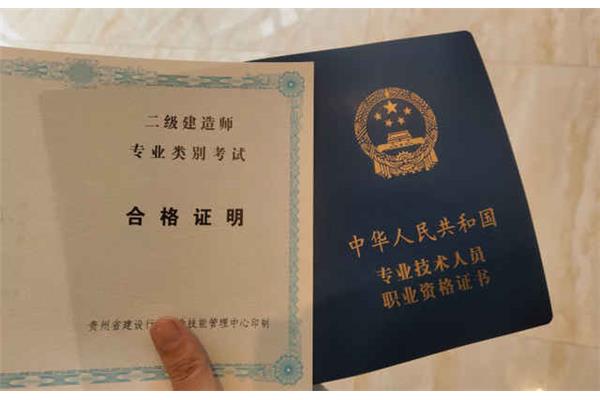 二级建造师
专业类别考试
合格证明
贵州省建设行
技能管理中心印制
中华人民共和国
专业技术人员
职业资格证书